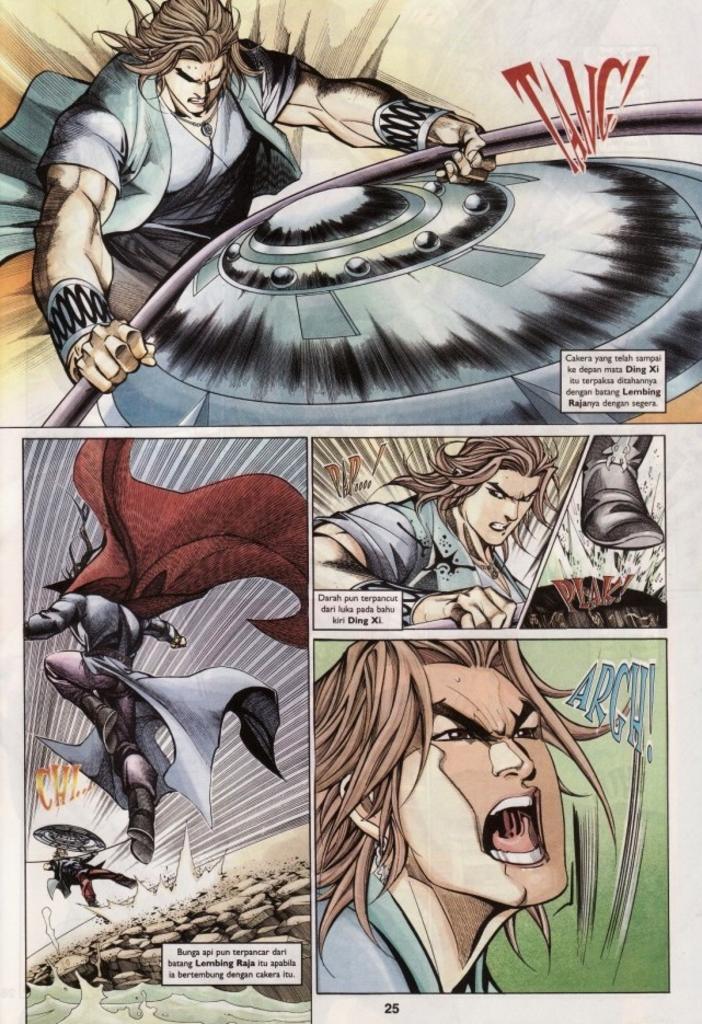 TANG!
Cakera yang telah sampai
ke depan mata Ding Xi
itu terpaksa ditahannya
dengan batang Lembing
Rajanya dengan segera.
CHI...
Bunga api pun terpancar dari
batang Lembing Raja itu apabila
ia bertembung dengan cakera itu.
Darah pun terpancut
dari luka pada bahu
kiri Ding Xi.
PLAK!
ARGH!
25